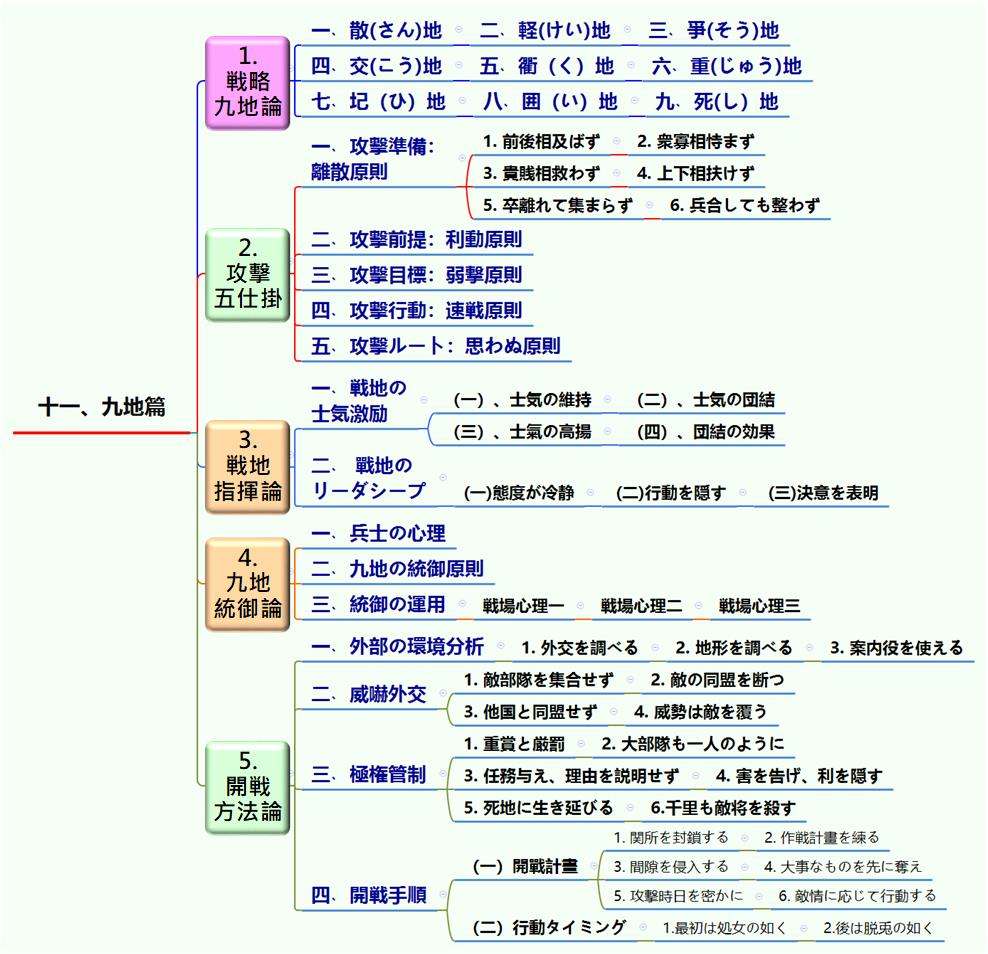 十一、九地篇
1.
戦略
九地論
一、散(さん)地 二、軽(けい)地 三、爭(そう)地
四、交(こう)地 五、衢（く）地 六、重(じゅう)地
七、圮（ひ）地 八、囲（い）地 九、死(し）地
2.
攻撃
五仕掛
一、攻撃準備：
離散原則
1. 前後相及ばず 2. 衆寡相恃まず
3. 貴賎相救わず 4. 上下相扶けず
5. 卒離れて集まらず 6. 兵合しても整わず
二、攻撃前提：利動原則
三、攻撃目標：弱撃原則
四、攻撃行動：速戦原則
五、攻撃ルート：思わぬ原則
3.
戦地
指揮論
一、戦地の
士気激励
（一）、士気の維持 （二）、士気の団結
（三）、士氣の高揚 （四）、団結の効果
二、 戰地の
リーダシープ
(一)態度が冷静 (二)行動を隠す (三)決意を表明
4.
九地
統御論
一、兵士の心理
二、九地の統御原則
三、統御の運用 戦場心理一 戦場心理二 戦場心理三
5.
開戦
方法論
一、外部の環境分析 1. 外交を調べる 2. 地形を調べる 3. 案内役を使える
二、威嚇外交
1. 敵部隊を集合せず 2. 敵の同盟を断つ
3. 他国と同盟せず 4. 威勢は敵を覆う
三、極権管制
1. 重賞と厳罰 2. 大部隊も一人のように
3. 任務与え、理由を説明せず 4. 害を告げ、利を隠す
5. 死地に生き延びる 6.千里も敵将を殺す
四、開戦手順
（一）開戦計畫
1. 関所を封鎖する 2. 作戦計畫を練る
3. 間隙を侵入する 4. 大事なものを先に奪え
5. 攻撃時日を密かに 6. 敵情に応じて行動する
（二）行動タイミング 1.最初は処女の如く 2.後は脱兎の如く